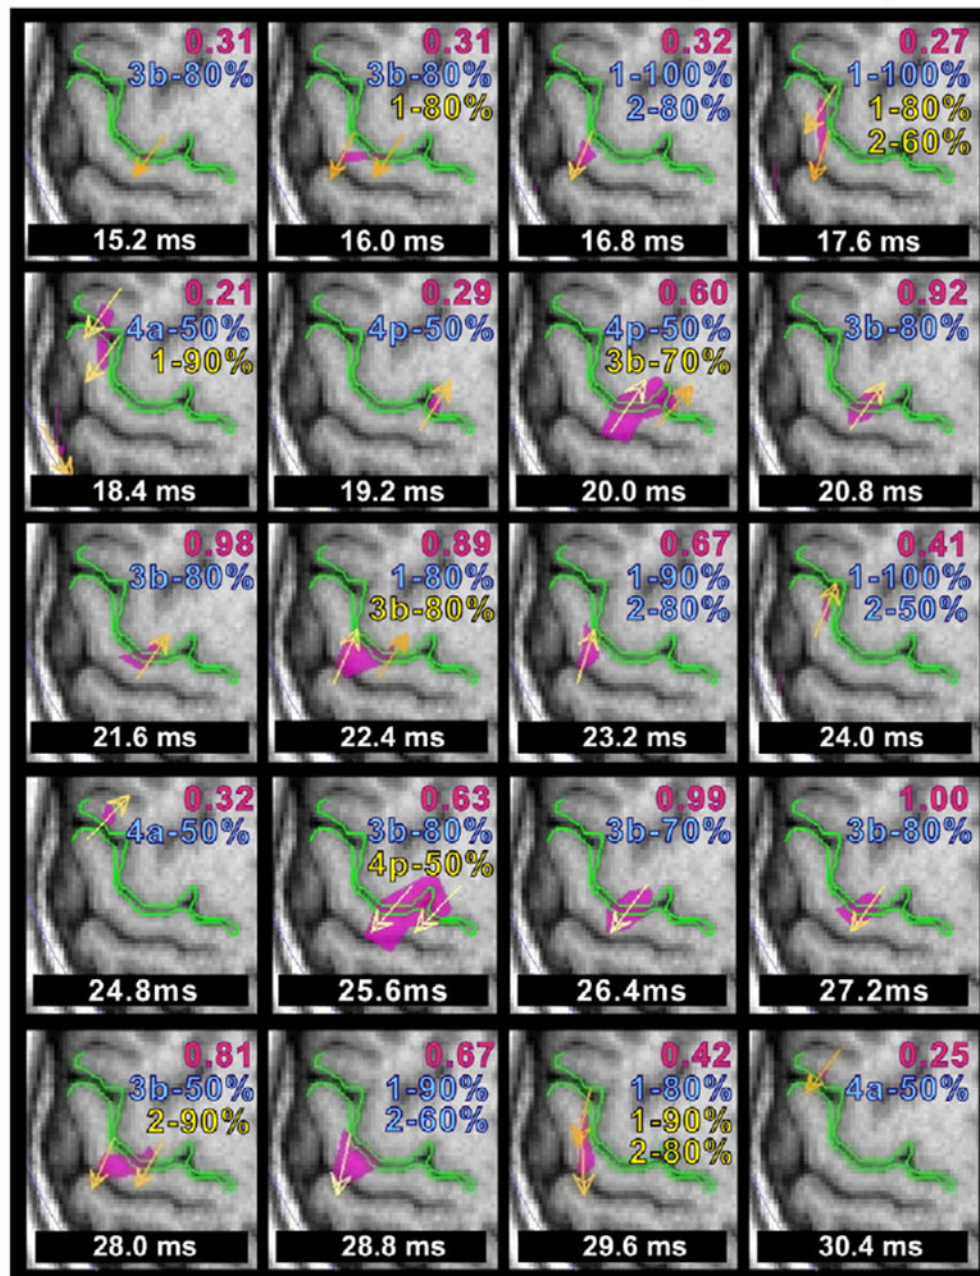 0.31
3b-80%
15.2 ms
0.31
3b-80%
1-80%
16.0 ms
0.32
1-100%
2-80%
16.8 ms
0.27
1-100%
1-80%
2-60%
17.6 ms
0.21
4a-50%
1-90%
18.4 ms
0.29
4p-50%
19.2 ms
0.60
4p-50%
3b-70%
20.0 ms
0.92
3b-80%
20.8 ms
0.98
3b-80%
21.6 ms
0.89
1-80%
3b-80%
22.4 ms
0.67
1-90%
2-80%
23.2 ms
0.41
1-100%
2-50%
24.0 ms
0.32
4a-50%
24.8ms
0.63
3b-80%
4p-50%
25.6ms
0.99
3b-70%
26.4ms
1.00
3b-80%
27.2ms
0.81
3b-50%
2-90%
28.0 ms
0.67
1-90%
2-60%
28.8 ms
0.42
1-80%
1-90%
2-80%
29.6 ms
0.25
4a-50%
30.4 ms